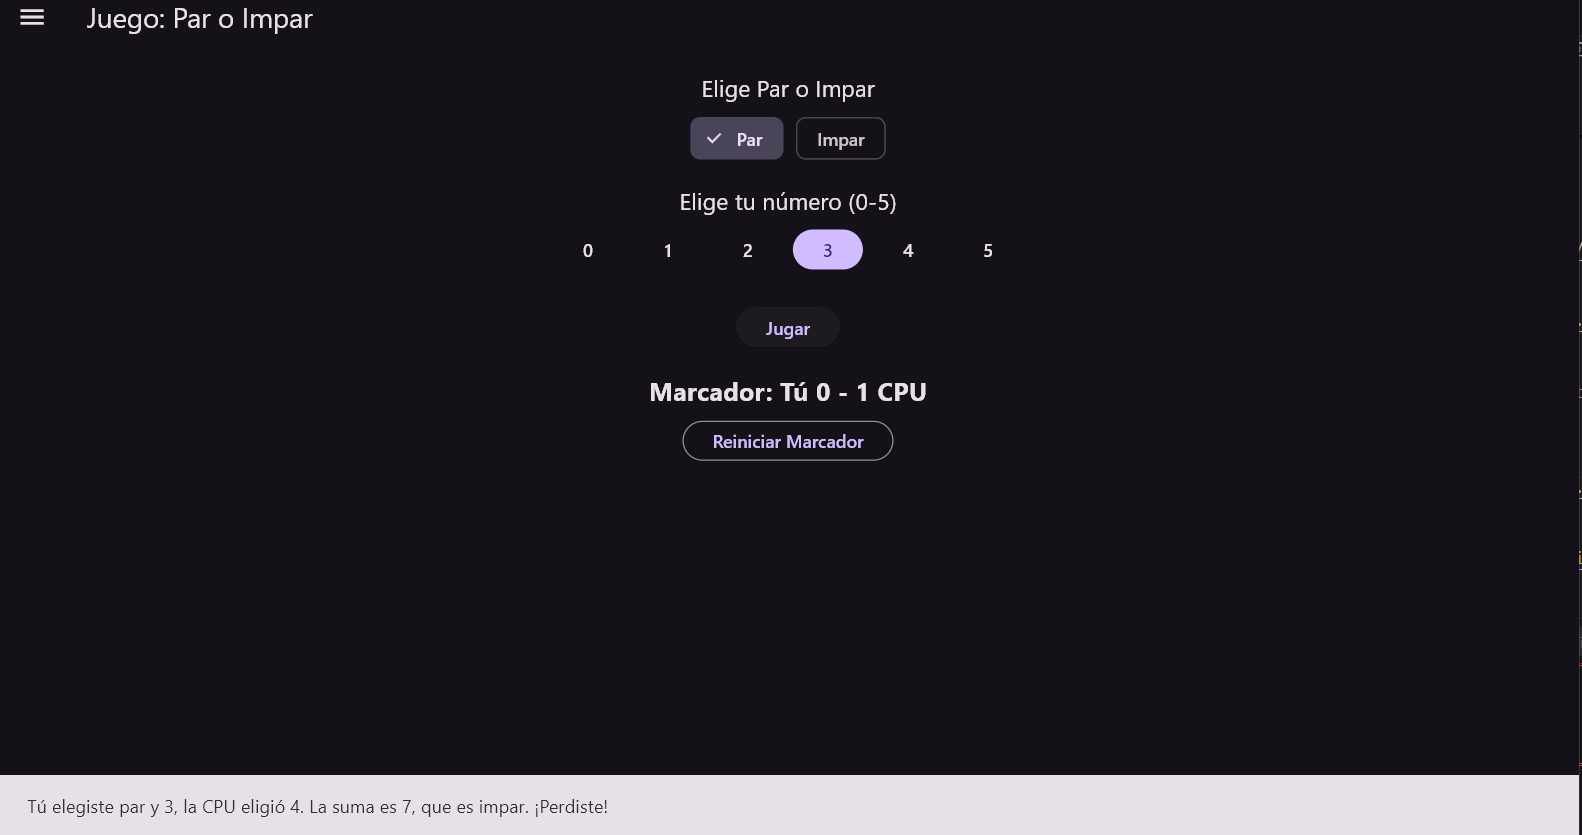 Juego: Par o Impar
Elige Par o Impar
Par Impar
Elige tu número (0-5)
0 1 2 3 4 5
Jugar
Marcador: Tú 0 - 1 CPU
Reiniciar Marcador
Tú elegiste par y 3, la CPU eligió 4. La suma es 7, que es impar. ¡Perdiste!